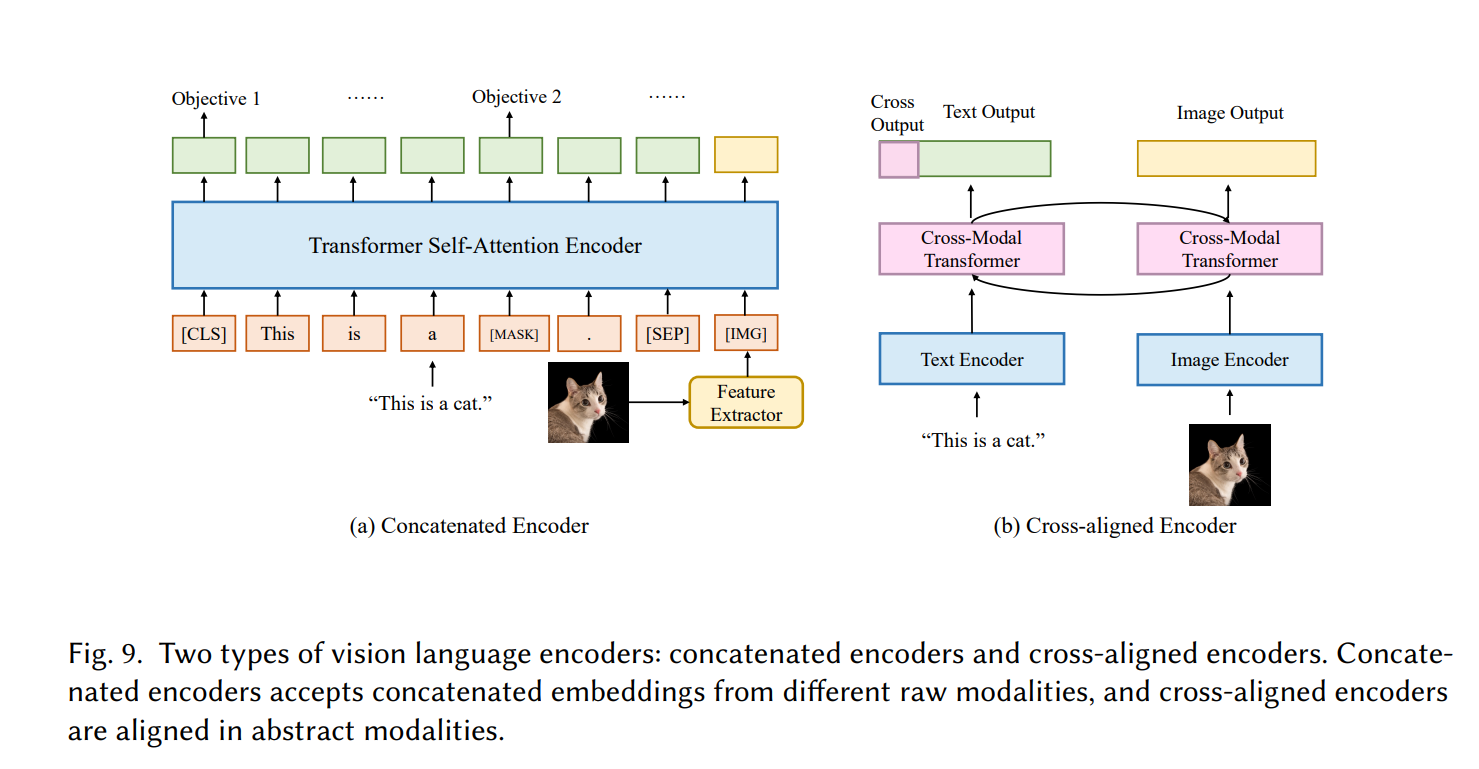 Objective 1
......
Objective 2
......
Transformer Self-Attention Encoder
[CLS]
This
is
a
[MASK]
.
[SEP]
[IMG]
“This is a cat.”
Feature
Extractor
(a) Concatenated Encoder
Cross
Output
Text Output
Image Output
Cross-Modal
Transformer
Cross-Modal
Transformer
Text Encoder
Image Encoder
“This is a cat.”
(b) Cross-aligned Encoder
Fig. 9. Two types of vision language encoders: concatenated encoders and cross-aligned encoders. Concate-
nated encoders accepts concatenated embeddings from different raw modalities, and cross-aligned encoders
are aligned in abstract modalities.